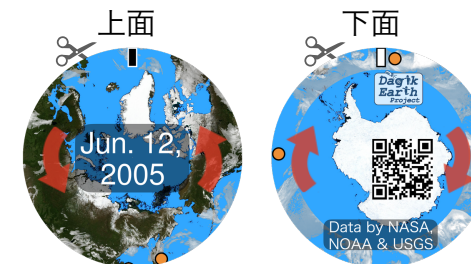 上面
下面
Jun. 12,
2005
Dagik
Earth
Project
Data by NASA,
NOAA & USGS